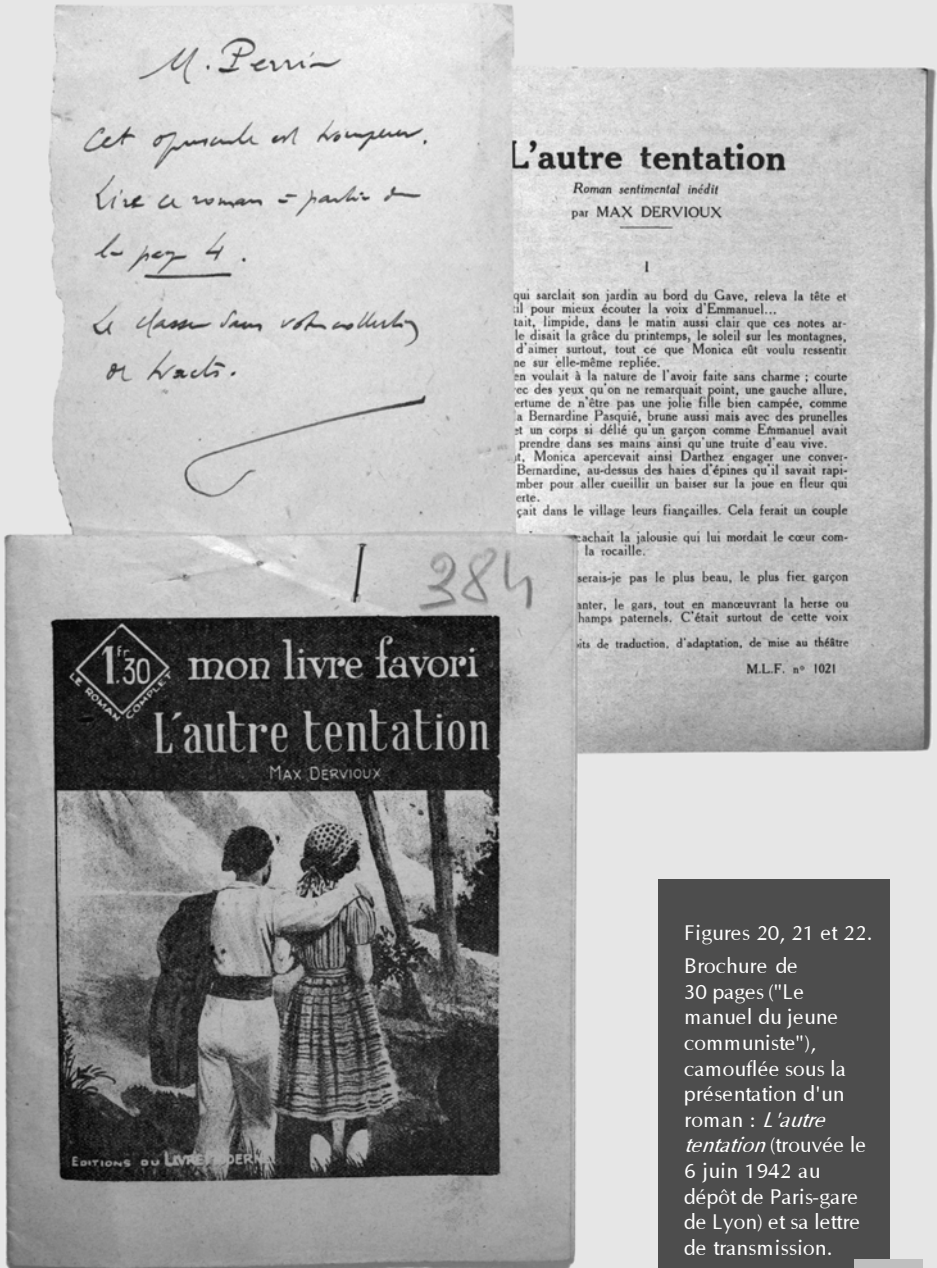 M. Perrin
Cet opuscule est trompeur.
Lire ce roman à partir de
la page 4.
Le classer dans votre collection
de tracts.
L'autre tentation
Roman sentimental inédit
par MAX DERVIOUX
I
qui sarclait son jardin au bord du Gave, releva la tête et
il pour mieux écouter la voix d'Emmanuel...
tait, limpide, dans le matin aussi clair que ces notes ar-
le disait la grâce du printemps, le soleil sur les montagnes,
d'aimer surtout, tout ce que Monica eût voulu ressentir
ne sur elle-même repliée.
en voulait à la nature de l'avoir faite sans charme ; courte
ec des yeux qu'on ne remarquait point, une gauche allure,
ertume de n'être pas une jolie fille bien campée, comme
a Bernardine Pasquié, brune aussi mais avec des prunelles
et un corps si délié qu'un garçon comme Emmanuel avait
prendre dans ses mains ainsi qu'une truite d'eau vive.
t, Monica apercevait ainsi Darthez engager une conver-
Bernardine, au-dessus des haies d'épines qu'il savait rapi-
mber pour aller cueillir un baiser sur la joue en fleur qui
erte.
çait dans le village leurs fiançailles. Cela ferait un couple
cachait la jalousie qui lui mordait le cœur com-
la rocaille.
serais-je pas le plus beau, le plus fier garçon
anter, le gars, tout en manœuvrant la herse ou
hamps paternels. C'était surtout de cette voix
its de traduction, d'adaptation, de mise au théâtre
M.L.F. nº 1021
384
1fr.30
LE ROMAN COMPLET
mon livre favori
L'autre tentation
MAX DERVIOUX
EDITIONS DU LIVRE MODERNE
Figures 20, 21 et 22.
Brochure de
30 pages ("Le
manuel du jeune
communiste"),
camouflée sous la
présentation d'un
roman : L'autre
tentation (trouvée le
6 juin 1942 au
dépôt de Paris-gare
de Lyon) et sa lettre
de transmission.